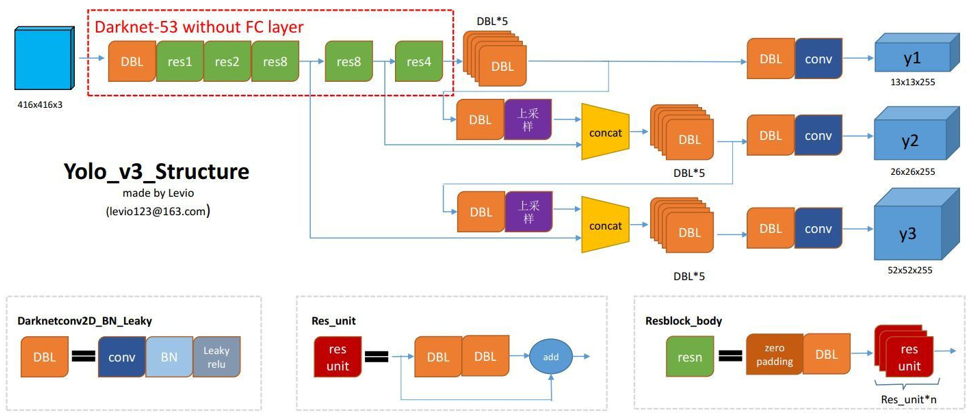 Darknet-53 without FC layer
416x416x3
DBL
res1
res2
res8
res8
res4
DBL*5
DBL
DBL
conv
y1
13x13x255
DBL
上采
样
concat
DBL
DBL*5
DBL
conv
y2
26x26x255
DBL
上采
样
concat
DBL
DBL*5
DBL
conv
y3
52x52x255
Yolo_v3_Structure
made by Levio
(levio123@163.com)
Darknetconv2D_BN_Leaky
DBL
conv
BN
Leaky
relu
Res_unit
res
unit
DBL
DBL
add
Resblock_body
resn
zero
padding
DBL
res
unit
Res_unit*n